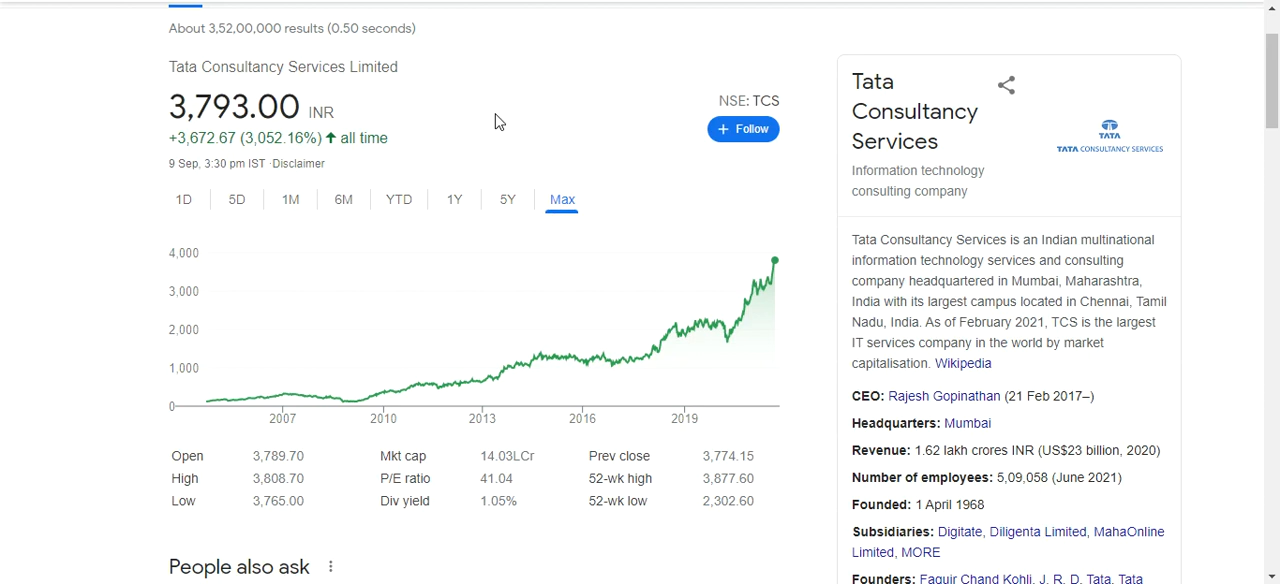 About 3,52,00,000 results (0.50 seconds)
Tata Consultancy Services Limited
3,793.00 INR
+3,672.67 (3,052.16%) ↑ all time
9 Sep, 3:30 pm IST · Disclaimer
NSE: TCS
+ Follow
1D 5D 1M 6M YTD 1Y 5Y Max
4,000
3,000
2,000
1,000
0
2007 2010 2013 2016 2019
Open 3,789.70 Mkt cap 14.03LCr Prev close 3,774.15
High 3,808.70 P/E ratio 41.04 52-wk high 3,877.60
Low 3,765.00 Div yield 1.05% 52-wk low 2,302.60
People also ask
Tata
Consultancy
Services
TATA
TATA CONSULTANCY SERVICES
Information technology
consulting company
Tata Consultancy Services is an Indian multinational
information technology services and consulting
company headquartered in Mumbai, Maharashtra,
India with its largest campus located in Chennai, Tamil
Nadu, India. As of February 2021, TCS is the largest
IT services company in the world by market
capitalisation. Wikipedia
CEO: Rajesh Gopinathan (21 Feb 2017–)
Headquarters: Mumbai
Revenue: 1.62 lakh crores INR (US$23 billion, 2020)
Number of employees: 5,09,058 (June 2021)
Founded: 1 April 1968
Subsidiaries: Digitate, Diligenta Limited, MahaOnline
Limited, MORE
Founders: Faquir Chand Kohli, J. R. D. Tata, Tata